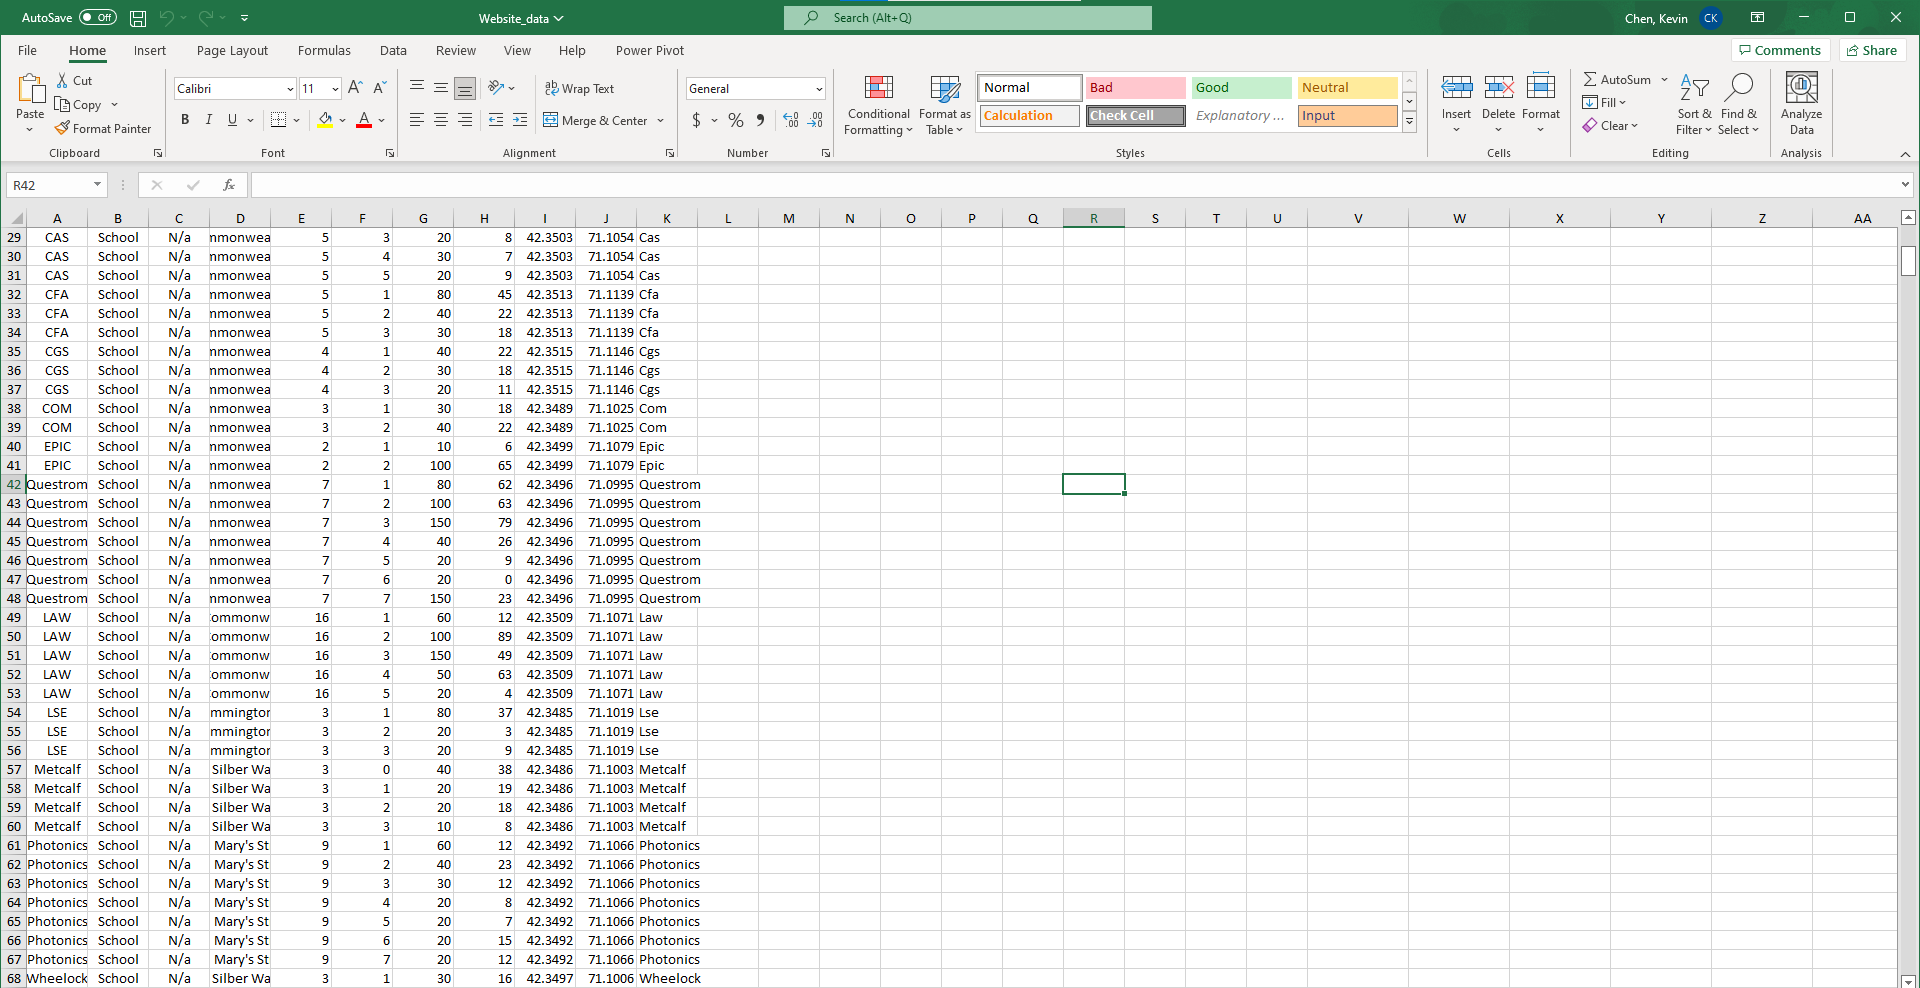 AutoSave Off Website_data Search (Alt+Q) Chen, Kevin CK
File Home Insert Page Layout Formulas Data Review View Help Power Pivot Comments Share
Paste Cut Copy Format Painter Clipboard
Calibri 11 A A B I U A Font
Wrap Text Merge & Center Alignment
General $ % Number
Conditional Formatting Format as Table
Normal Bad Good Neutral
Calculation Check Cell Explanatory ... Input
Styles
Insert Delete Format Cells
AutoSum Fill Clear Sort & Filter Find & Select Editing
Analyze Data Analysis
R42 fx
A B C D E F G H I J K L M N O P Q R S T U V W X Y Z AA
29 CAS School N/a mmonwea 5 3 20 8 42.3503 71.1054 Cas
30 CAS School N/a mmonwea 5 4 30 7 42.3503 71.1054 Cas
31 CAS School N/a mmonwea 5 5 20 9 42.3503 71.1054 Cas
32 CFA School N/a mmonwea 5 1 80 45 42.3513 71.1139 Cfa
33 CFA School N/a mmonwea 5 2 40 22 42.3513 71.1139 Cfa
34 CFA School N/a mmonwea 5 3 30 18 42.3513 71.1139 Cfa
35 CGS School N/a mmonwea 4 1 40 22 42.3515 71.1146 Cgs
36 CGS School N/a mmonwea 4 2 30 18 42.3515 71.1146 Cgs
37 CGS School N/a mmonwea 4 3 20 11 42.3515 71.1146 Cgs
38 COM School N/a mmonwea 3 1 30 18 42.3489 71.1025 Com
39 COM School N/a mmonwea 3 2 40 22 42.3489 71.1025 Com
40 EPIC School N/a mmonwea 2 1 10 6 42.3499 71.1079 Epic
41 EPIC School N/a mmonwea 2 2 100 65 42.3499 71.1079 Epic
42 Questrom School N/a mmonwea 7 1 80 62 42.3496 71.0995 Questrom
43 Questrom School N/a mmonwea 7 2 100 63 42.3496 71.0995 Questrom
44 Questrom School N/a mmonwea 7 3 150 79 42.3496 71.0995 Questrom
45 Questrom School N/a mmonwea 7 4 40 26 42.3496 71.0995 Questrom
46 Questrom School N/a mmonwea 7 5 20 9 42.3496 71.0995 Questrom
47 Questrom School N/a mmonwea 7 6 20 0 42.3496 71.0995 Questrom
48 Questrom School N/a mmonwea 7 7 150 23 42.3496 71.0995 Questrom
49 LAW School N/a ommonw 16 1 60 12 42.3509 71.1071 Law
50 LAW School N/a ommonw 16 2 100 89 42.3509 71.1071 Law
51 LAW School N/a ommonw 16 3 150 49 42.3509 71.1071 Law
52 LAW School N/a ommonw 16 4 50 63 42.3509 71.1071 Law
53 LAW School N/a ommonw 16 5 20 4 42.3509 71.1071 Law
54 LSE School N/a mmington 3 1 80 37 42.3485 71.1019 Lse
55 LSE School N/a mmington 3 2 20 3 42.3485 71.1019 Lse
56 LSE School N/a mmington 3 3 20 9 42.3485 71.1019 Lse
57 Metcalf School N/a Silber Wa 3 0 40 38 42.3486 71.1003 Metcalf
58 Metcalf School N/a Silber Wa 3 1 20 19 42.3486 71.1003 Metcalf
59 Metcalf School N/a Silber Wa 3 2 20 18 42.3486 71.1003 Metcalf
60 Metcalf School N/a Silber Wa 3 3 10 8 42.3486 71.1003 Metcalf
61 Photonics School N/a Mary's St 9 1 60 12 42.3492 71.1066 Photonics
62 Photonics School N/a Mary's St 9 2 40 23 42.3492 71.1066 Photonics
63 Photonics School N/a Mary's St 9 3 30 12 42.3492 71.1066 Photonics
64 Photonics School N/a Mary's St 9 4 20 8 42.3492 71.1066 Photonics
65 Photonics School N/a Mary's St 9 5 20 7 42.3492 71.1066 Photonics
66 Photonics School N/a Mary's St 9 6 20 15 42.3492 71.1066 Photonics
67 Photonics School N/a Mary's St 9 7 20 12 42.3492 71.1066 Photonics
68 Wheelock School N/a Silber Wa 3 1 30 16 42.3497 71.1006 Wheelock